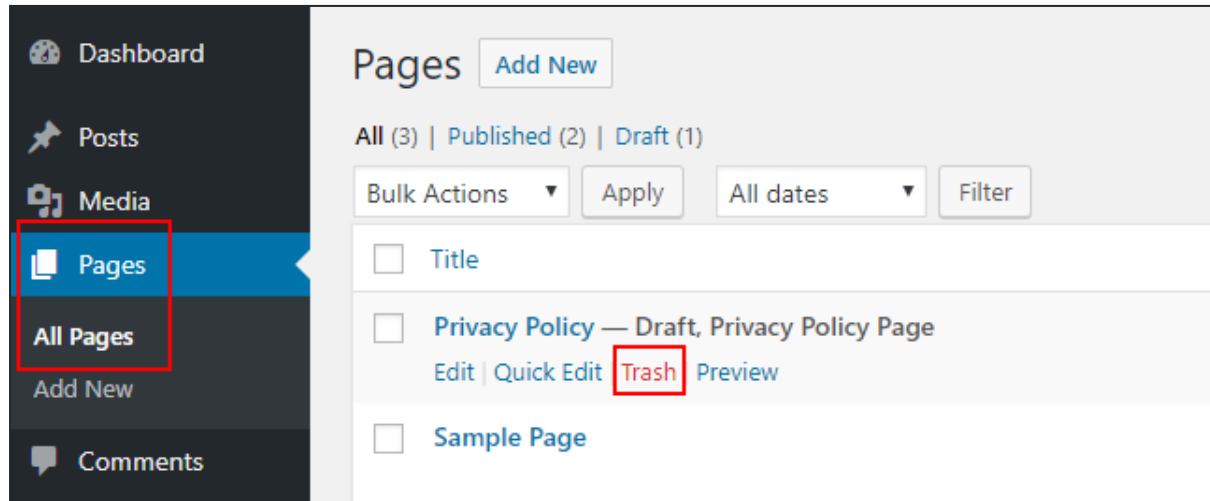 Dashboard
Posts
Media
Pages
All Pages
Add New
Comments
Pages Add New
All (3) | Published (2) | Draft (1)
Bulk Actions Apply All dates Filter
Title
Privacy Policy — Draft, Privacy Policy Page
Edit | Quick Edit | Trash | Preview
Sample Page